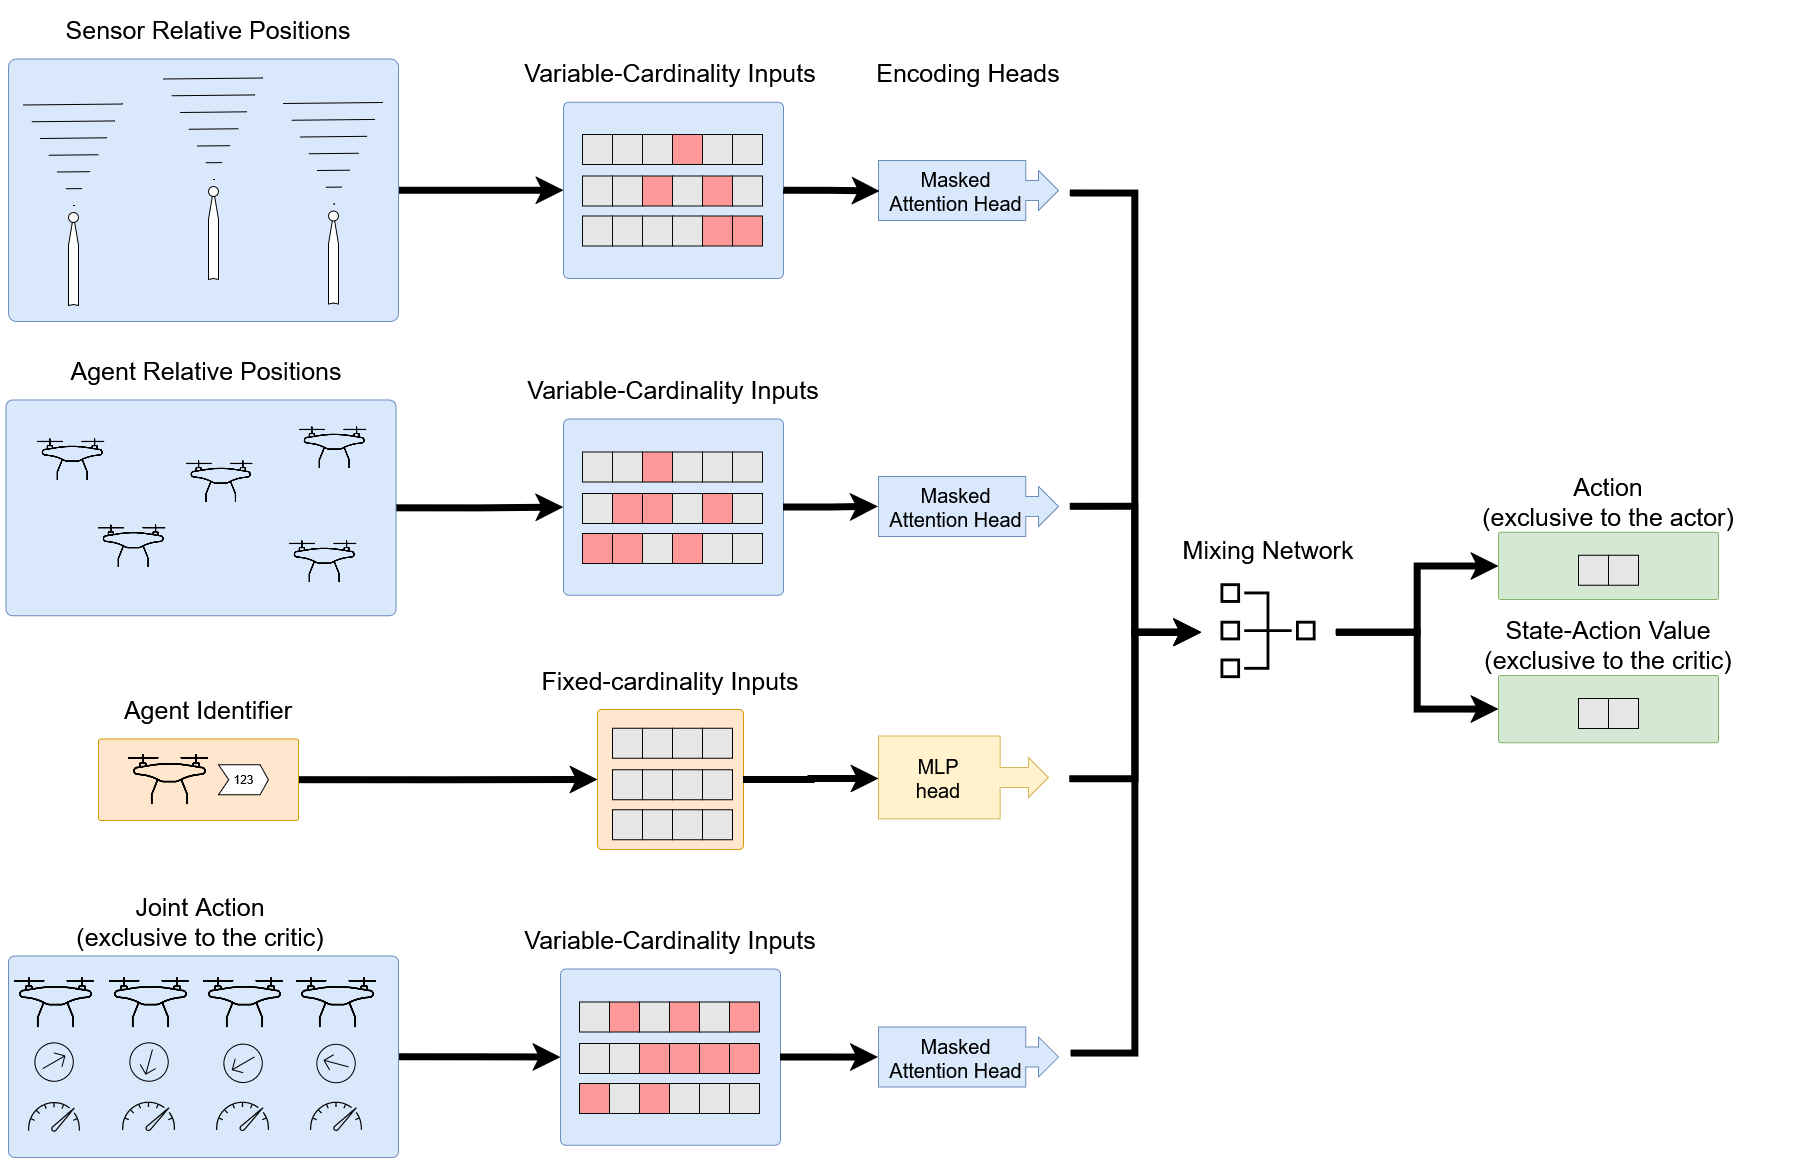 Sensor Relative Positions
Variable-Cardinality Inputs
Encoding Heads
Masked
Attention Head
Agent Relative Positions
Variable-Cardinality Inputs
Masked
Attention Head
Mixing Network
Action
(exclusive to the actor)
State-Action Value
(exclusive to the critic)
Agent Identifier
123
Fixed-cardinality Inputs
MLP
head
Joint Action
(exclusive to the critic)
Variable-Cardinality Inputs
Masked
Attention Head